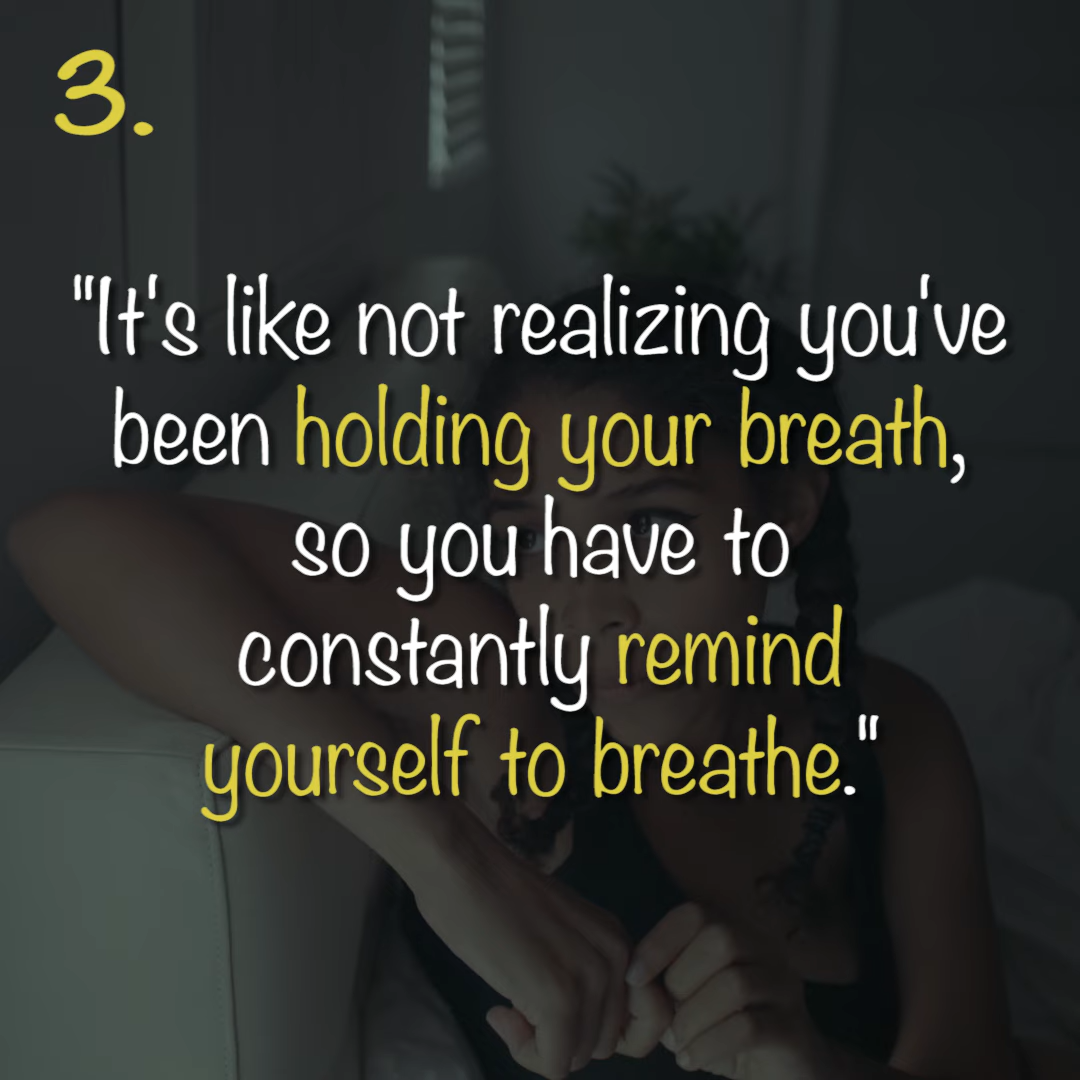 3.
"It's like not realizing you've
been holding your breath,
so you have to
constantly remind
yourself to breathe."